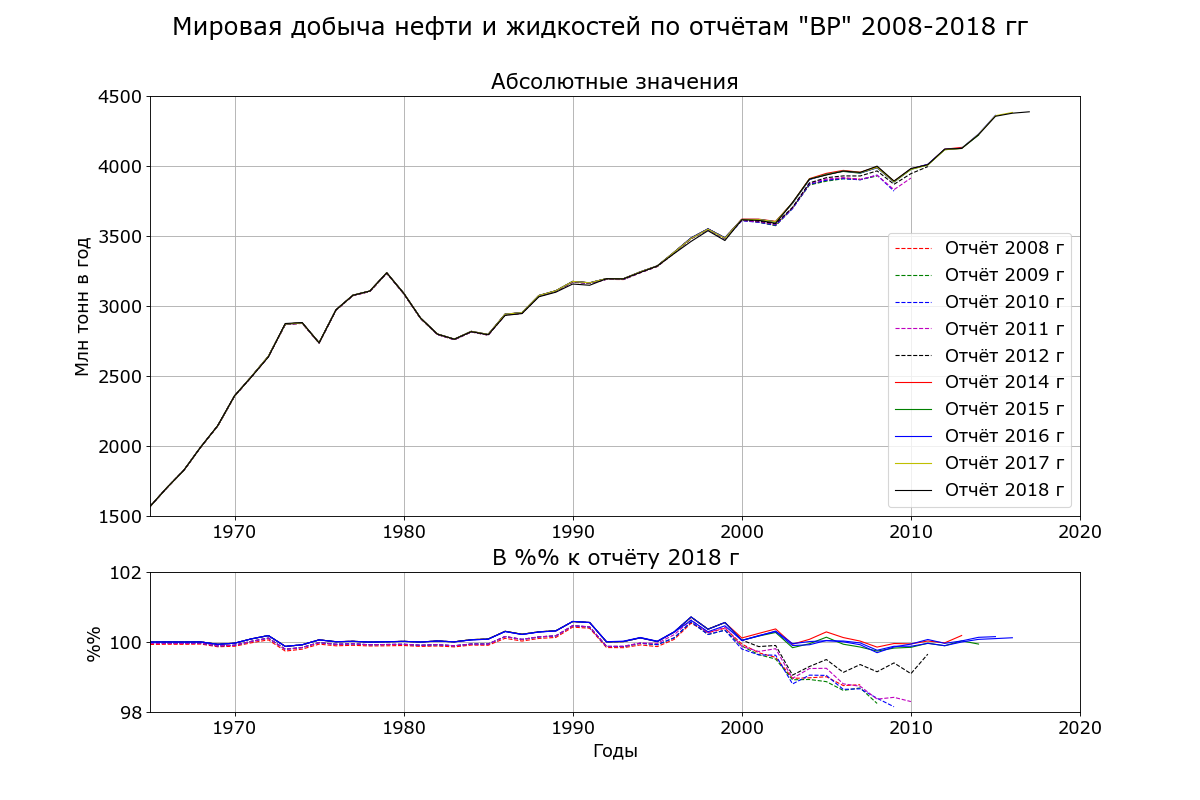 Мировая добыча нефти и жидкостей по отчётам "BP" 2008-2018 гг
Абсолютные значения
4500
4000
3500
3000
2500
2000
1500
Млн тонн в год
Отчёт 2008 г
Отчёт 2009 г
Отчёт 2010 г
Отчёт 2011 г
Отчёт 2012 г
Отчёт 2014 г
Отчёт 2015 г
Отчёт 2016 г
Отчёт 2017 г
Отчёт 2018 г
1970 1980 1990 2000 2010 2020
В %% к отчёту 2018 г
102
100
98
%%
1970 1980 1990 2000 2010 2020
Годы